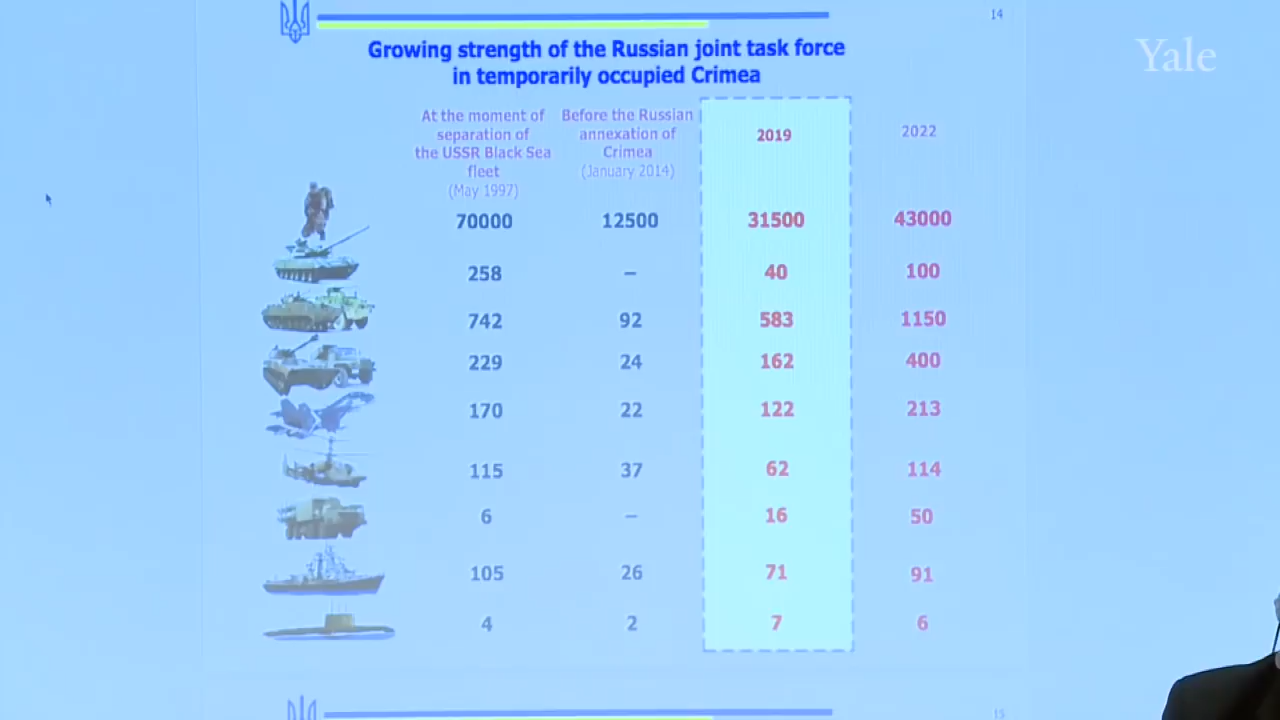 14
Yale
Growing strength of the Russian joint task force
in temporarily occupied Crimea
At the moment of
separation of
the USSR Black Sea
fleet
(May 1997)
Before the Russian
annexation of
Crimea
(January 2014)
2019
2022
70000 12500 31500 43000
258 – 40 100
742 92 583 1150
229 24 162 400
170 22 122 213
115 37 62 114
6 – 16 50
105 26 71 91
4 2 7 6
15